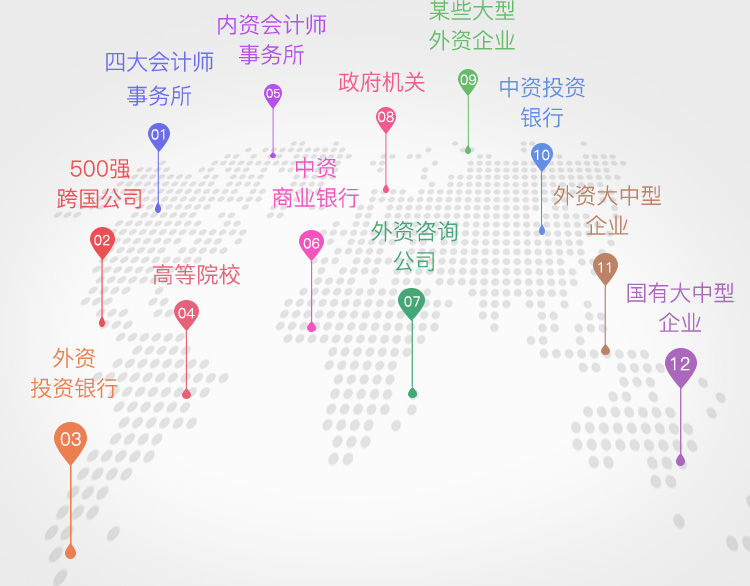 某些大型
外资企业
09
内资会计师
事务所
05
四大会计师
事务所
01
政府机关
08
中资投资
银行
10
500强
跨国公司
02
中资
商业银行
06
外资大中型
企业
11
外资咨询
公司
07
高等院校
04
国有大中型
企业
12
外资
投资银行
03